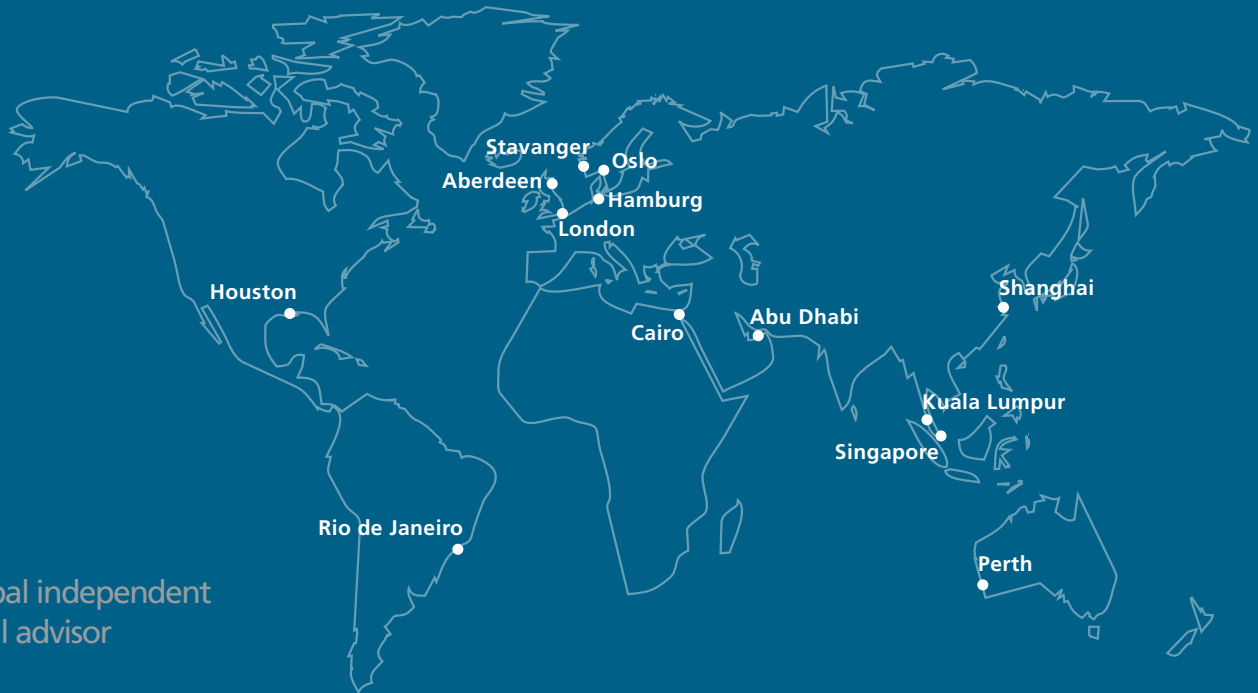 Stavanger
Oslo
Aberdeen
Hamburg
London
Houston
Shanghai
Cairo
Abu Dhabi
Kuala Lumpur
Singapore
Rio de Janeiro
Perth
independent
advisor